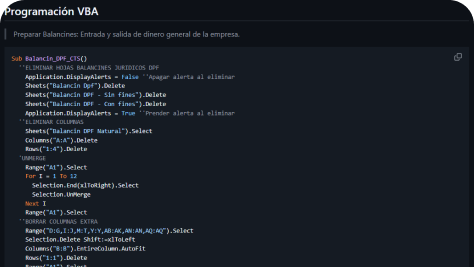 Programación VBA
Preparar Balancines: Entrada y salida de dinero general de la empresa.
Sub Balancin_DPF_CTS()
''ELIMINAR HOJAS BALANCINES JURIDICOS DPF
Application.DisplayAlerts = False ''Apagar alerta al eliminar
Sheets("Balancin Dpf").Delete
Sheets("Balancin DPF - Sin fines").Delete
Sheets("Balancin DPF - Con fines").Delete
Application.DisplayAlerts = True ''Prender alerta al eliminar
''ELIMINAR COLUMNAS
Sheets("Balancin DPF Natural").Select
Columns("A:A").Delete
Rows("1:4").Delete
'UNMERGE
Range("A1").Select
For I = 1 To 12
Selection.End(xlToRight).Select
Selection.UnMerge
Next I
Range("A1").Select
''BORRAR COLUMNAS EXTRA
Range("D:G,I:J,M:T,Y:Y,AB:AK,AN:AN,AQ:AQ").Select
Selection.Delete Shift:=xlToLeft
Columns("B:B").EntireColumn.AutoFit
Rows("1:1").Delete
Range("A1").Select